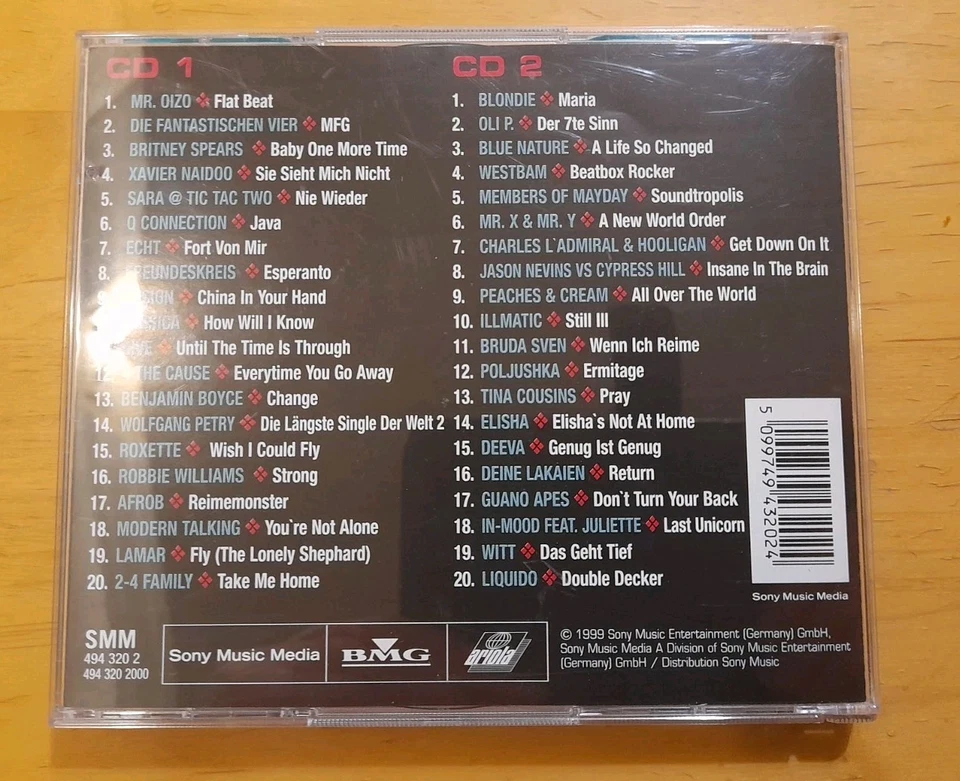 CD 1
1. MR. OIZO Flat Beat
2. DIE FANTASTISCHEN VIER MFG
3. BRITNEY SPEARS Baby One More Time
4. XAVIER NAIDOO Sie Sieht Mich Nicht
5. SARA @ TIC TAC TWO Nie Wieder
6. Q CONNECTION Java
7. ECHT Fort Von Mir
8. FREUNDESKREIS Esperanto
9. China In Your Hand
How Will I Know
Until The Time Is Through
12. THE CAUSE Everytime You Go Away
13. BENJAMIN BOYCE Change
14. WOLFGANG PETRY Die Längste Single Der Welt 2
15. ROXETTE Wish I Could Fly
16. ROBBIE WILLIAMS Strong
17. AFROB Reimemonster
18. MODERN TALKING You`re Not Alone
19. LAMAR Fly (The Lonely Shephard)
20. 2-4 FAMILY Take Me Home
CD 2
1. BLONDIE Maria
2. OLI P. Der 7te Sinn
3. BLUE NATURE A Life So Changed
4. WESTBAM Beatbox Rocker
5. MEMBERS OF MAYDAY Soundtropolis
6. MR. X & MR. Y A New World Order
7. CHARLES L`ADMIRAL & HOOLIGAN Get Down On It
8. JASON NEVINS VS CYPRESS HILL Insane In The Brain
9. PEACHES & CREAM All Over The World
10. ILLMATIC Still Ill
11. BRUDA SVEN Wenn Ich Reime
12. POLJUSHKA Ermitage
13. TINA COUSINS Pray
14. ELISHA Elisha`s Not At Home
15. DEEVA Genug Ist Genug
16. DEINE LAKAIEN Return
17. GUANO APES Don`t Turn Your Back
18. IN-MOOD FEAT. JULIETTE Last Unicorn
19. WITT Das Geht Tief
20. LIQUIDO Double Decker
5 099749 432024
Sony Music Media
SMM
494 320 2
494 320 2000
Sony Music Media
BMG
ariola
© 1999 Sony Music Entertainment (Germany) GmbH,
Sony Music Media A Division of Sony Music Entertainment
(Germany) GmbH / Distribution Sony Music